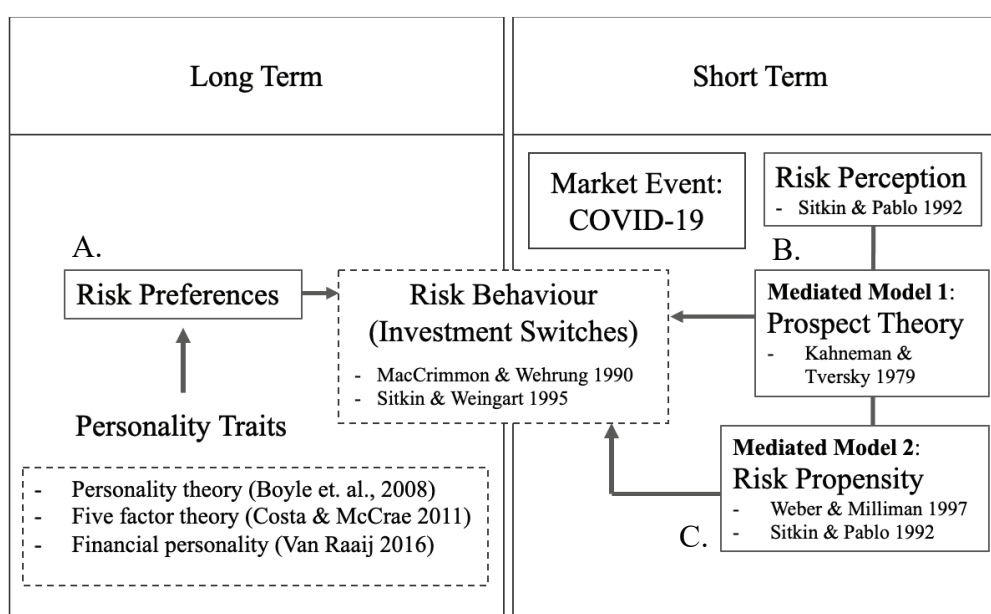 Long Term
Short Term
Market Event:
COVID-19
Risk Perception
- Sitkin & Pablo 1992
A.
Risk Preferences
Risk Behaviour
(Investment Switches)
- MacCrimmon & Wehrung 1990
- Sitkin & Weingart 1995
B.
Mediated Model 1:
Prospect Theory
- Kahneman &
Tversky 1979
Personality Traits
- Personality theory (Boyle et. al., 2008)
- Five factor theory (Costa & McCrae 2011)
- Financial personality (Van Raaij 2016)
Mediated Model 2:
Risk Propensity
- Weber & Milliman 1997
- Sitkin & Pablo 1992
C.